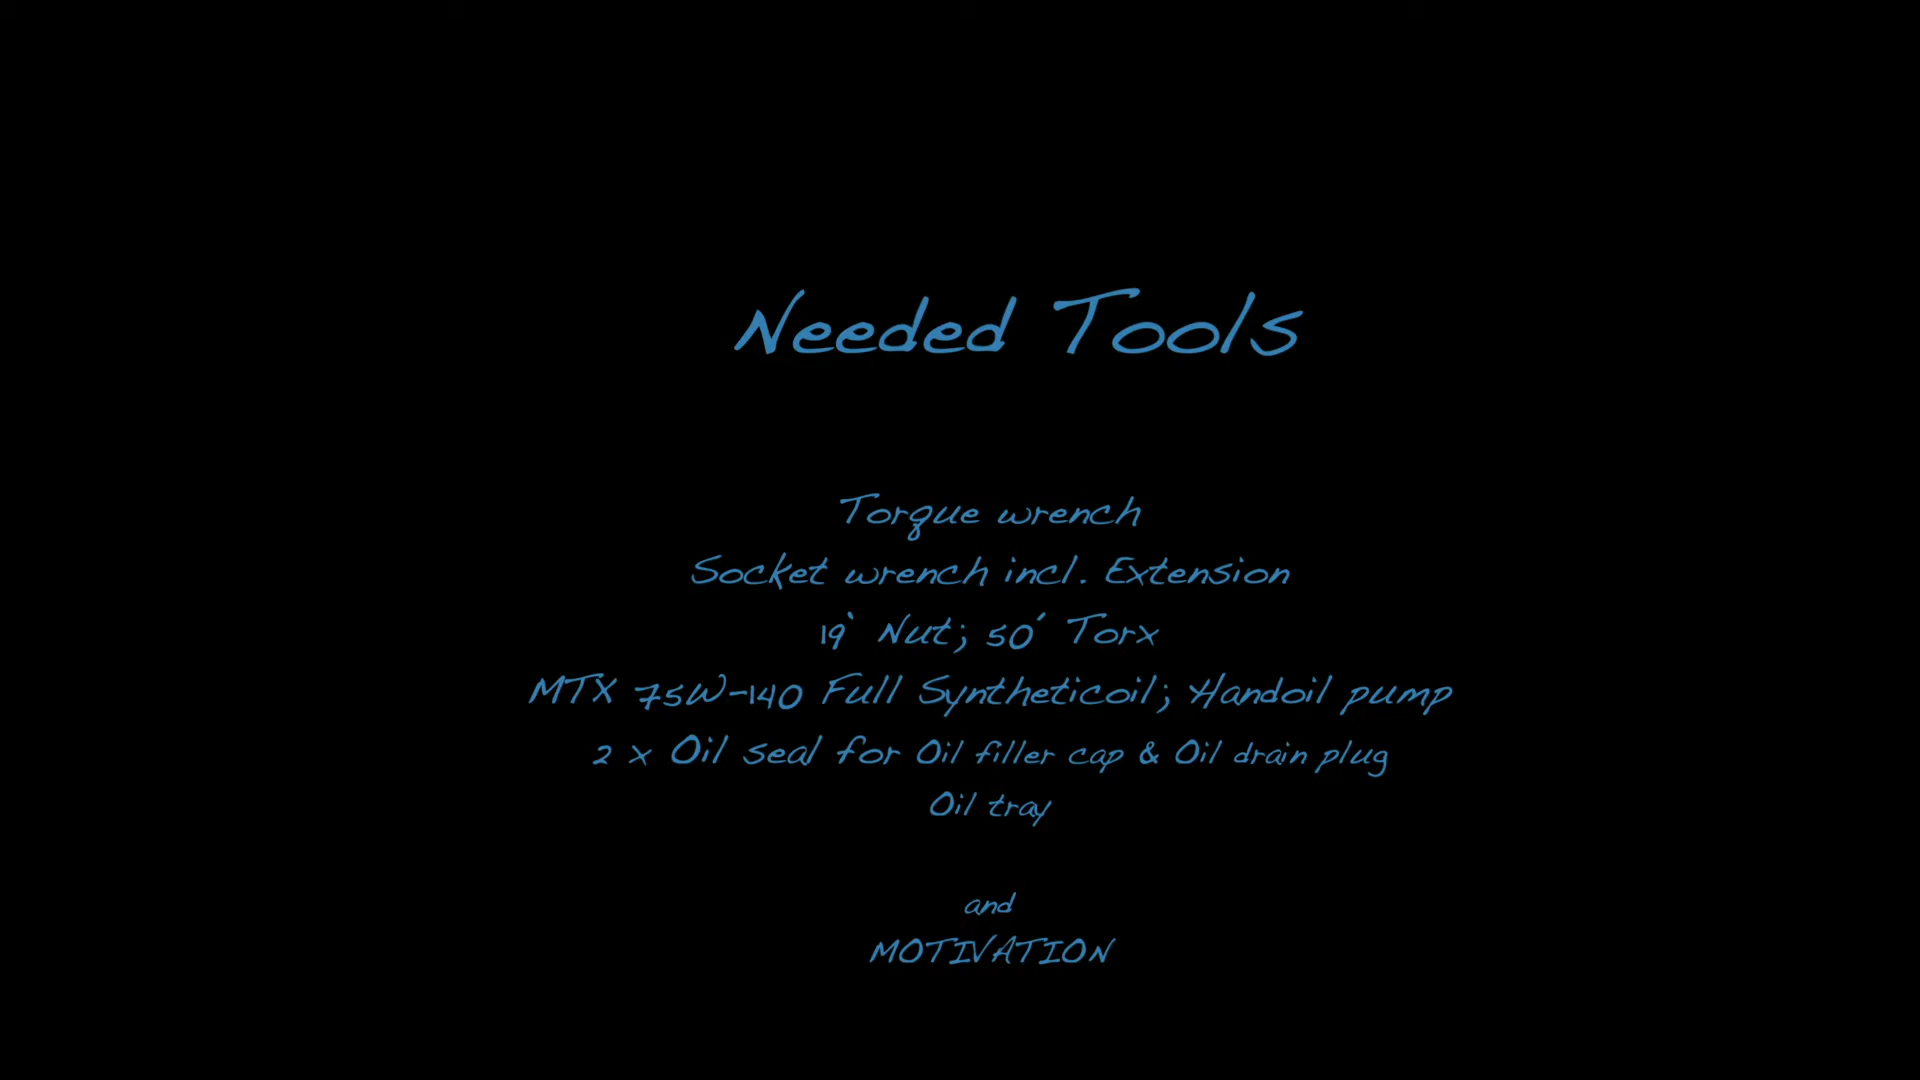 Needed Tools
Torque wrench
Socket wrench incl. Extension
19` Nut; 50´ Torx
MTX 75W-140 Full Syntheticoil; Handoil pump
2 x Oil seal for Oil filler cap & Oil drain plug
Oil tray
and
MOTIVATION